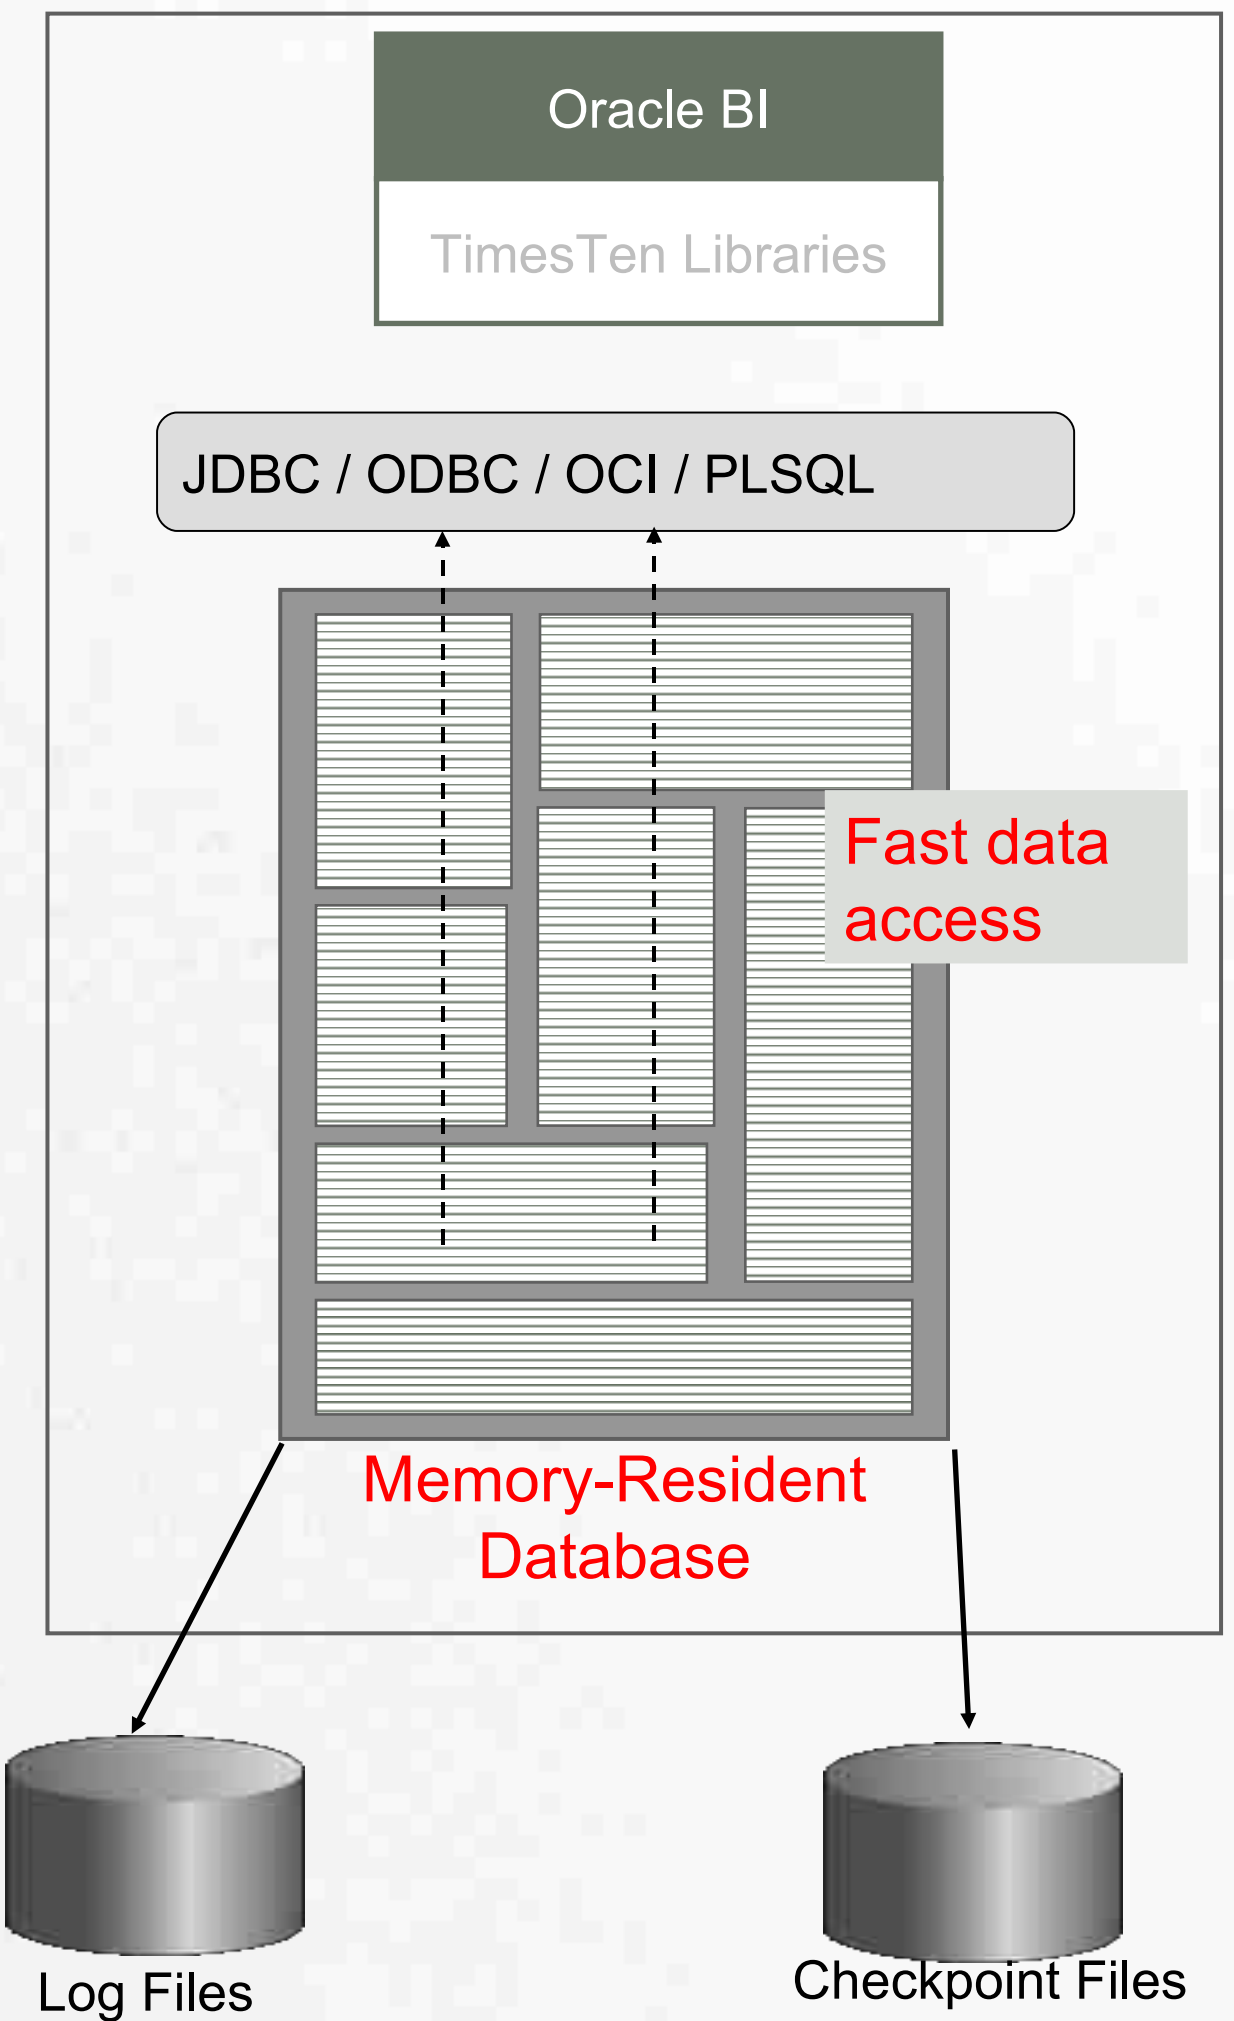 Oracle BI
TimesTen Libraries
JDBC / ODBC / OCI / PLSQL
Fast data
access
Memory-Resident
Database
Log Files
Checkpoint Files